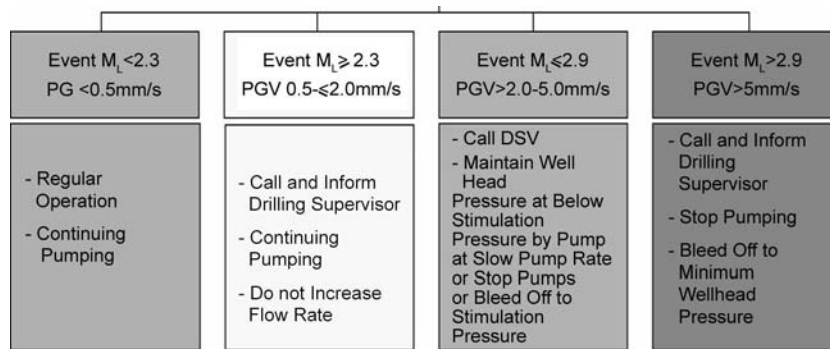 Event ML<2.3
PG <0.5mm/s
Event ML⩾2.3
PGV 0.5-⩽2.0mm/s
Event ML⩽2.9
PGV>2.0-5.0mm/s
Event ML>2.9
PGV>5mm/s
- Regular
Operation
- Continuing
Pumping
- Call and Inform
Drilling Supervisor
- Continuing
Pumping
- Do not Increase
Flow Rate
- Call DSV
- Maintain Well
Head
Pressure at Below
Stimulation
Pressure by Pump
at Slow Pump Rate
or Stop Pumps
or Bleed Off to
Stimulation
Pressure
- Call and Inform
Drilling
Supervisor
- Stop Pumping
- Bleed Off to
Minimum
Wellhead
Pressure